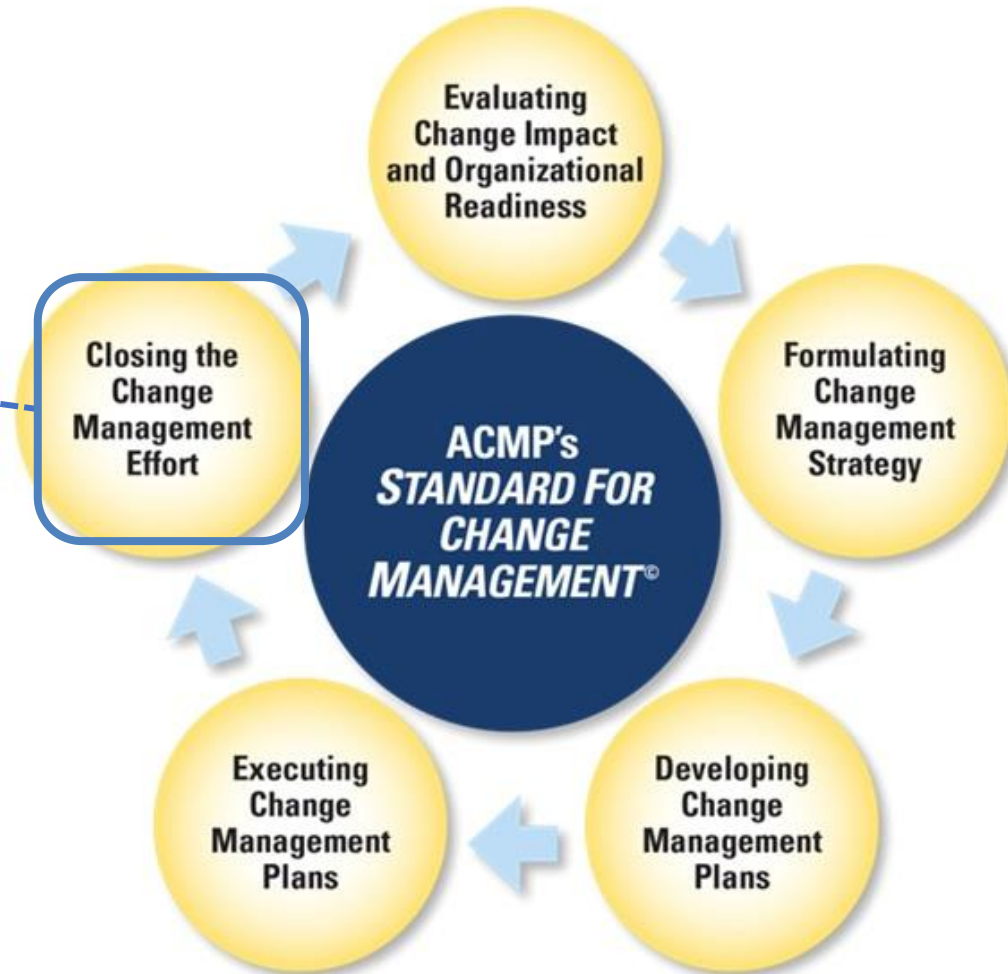 Evaluating
Change Impact
and Organizational
Readiness
Closing the
Change
Management
Effort
Formulating
Change
Management
Strategy
ACMP's
STANDARD FOR
CHANGE
MANAGEMENT©
Executing
Change
Management
Plans
Developing
Change
Management
Plans